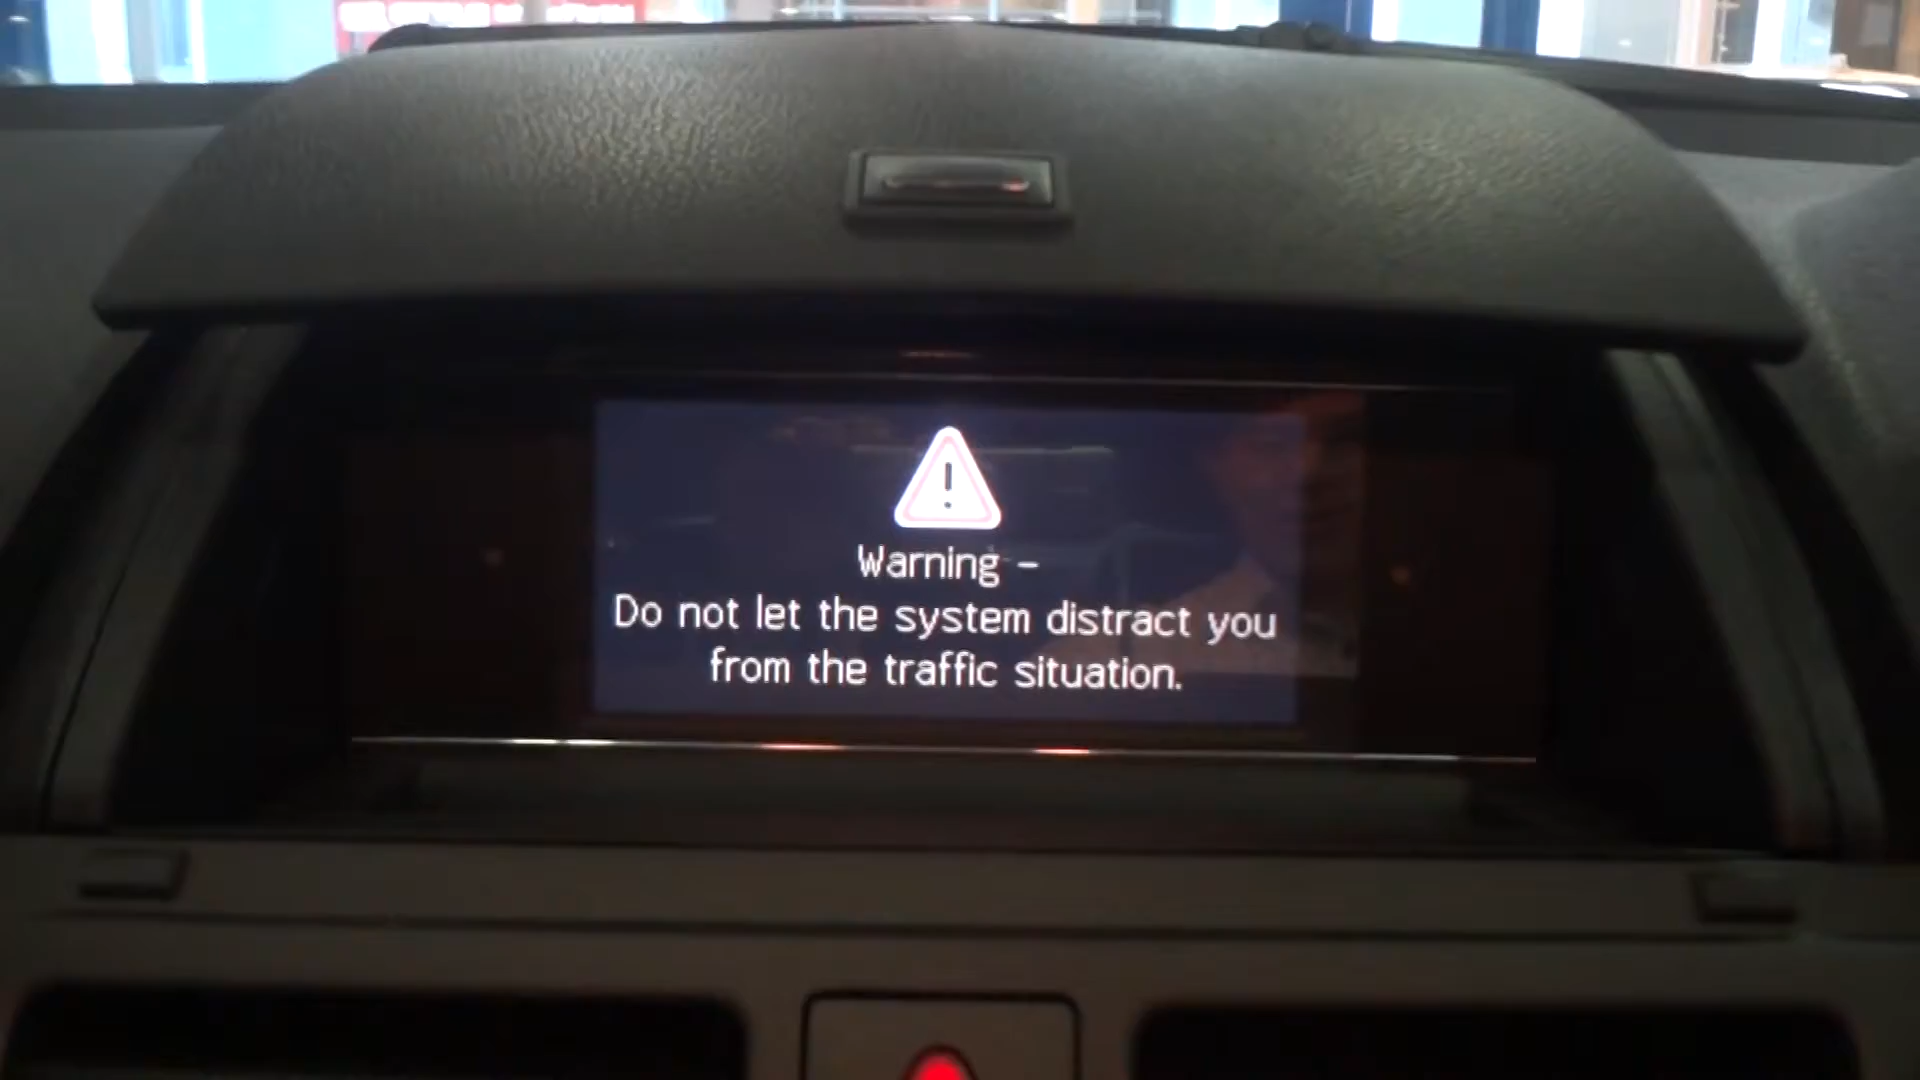 Warning -
Do not let the system distract you
from the traffic situation.